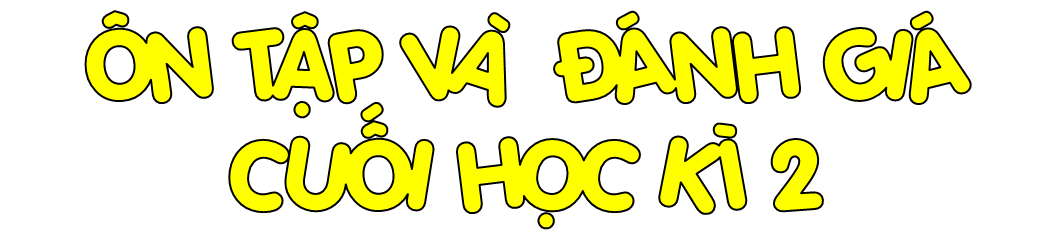 ÔN TẬP VÀ ĐÁNH GIÁ
CUỐI HỌC KÌ 2